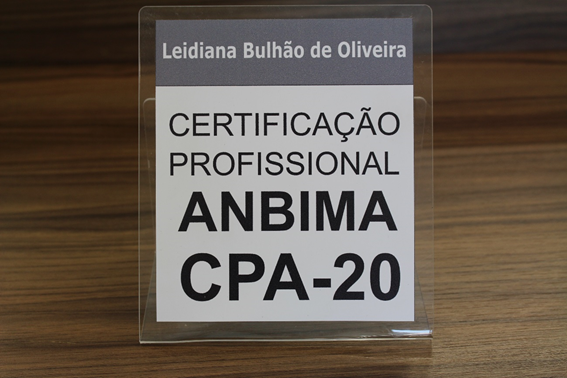 Leidiana Bulhão de Oliveira
CERTIFICAÇÃO
PROFISSIONAL
ANBIMA
CPA-20